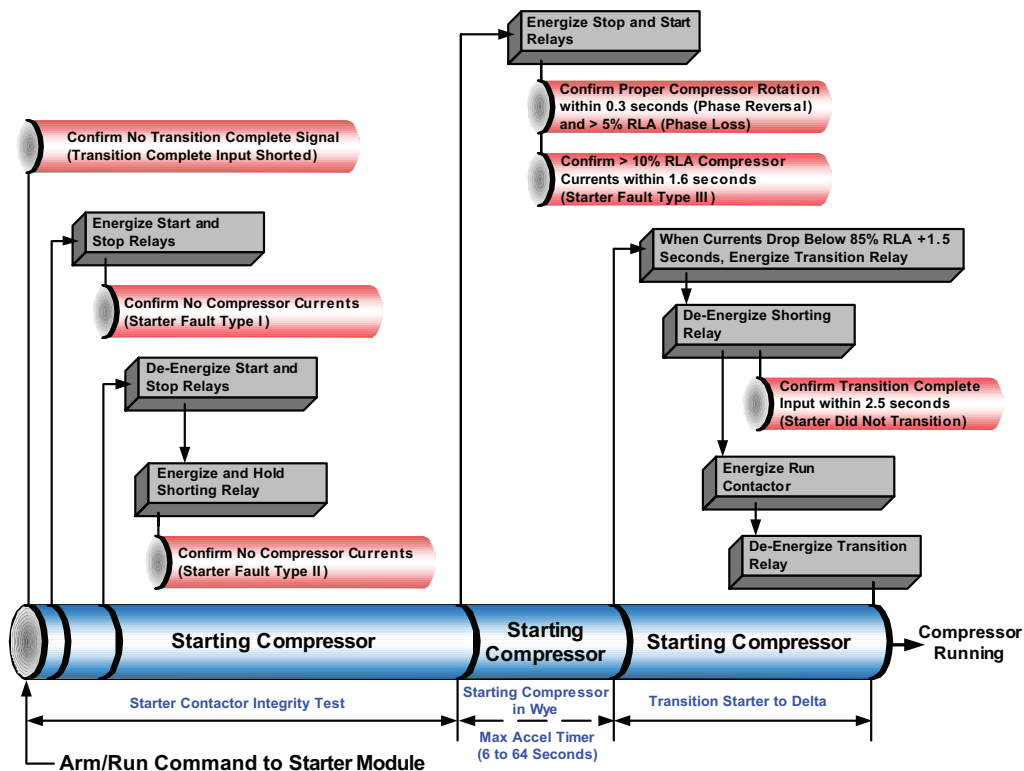 Energize Stop and Start
Relays
Confirm Proper Compressor Rotation
within 0.3 seconds (Phase Reversal)
and > 5% RLA (Phase Loss)
Confirm No Transition Complete Signal
(Transition Complete Input Shorted)
Confirm > 10% RLA Compressor
Currents within 1.6 seconds
(Starter Fault Type III)
Energize Start and
Stop Relays
When Currents Drop Below 85% RLA +1.5
Seconds, Energize Transition Relay
Confirm No Compressor Currents
(Starter Fault Type I)
De-Energize Shorting
Relay
De-Energize Start and
Stop Relays
Confirm Transition Complete
Input within 2.5 seconds
(Starter Did Not Transition)
Energize and Hold
Shorting Relay
Energize Run
Contactor
Confirm No Compressor Currents
(Starter Fault Type II)
De-Energize Transition
Relay
Starting Compressor
Starting
Compressor
Starting Compressor
Compressor
Running
Starter Contactor Integrity Test
Starting Compressor
in Wye
Transition Starter to Delta
Max Accel Timer
(6 to 64 Seconds)
Arm/Run Command to Starter Module